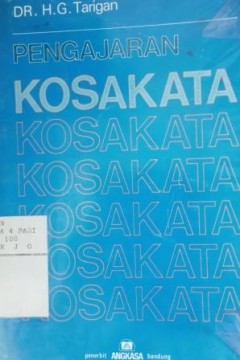 DR. H.G. Tarigan
PENGAJARAN
KOSAKATA
KOSAKATA
KOSAKATA
KOSAKATA
KOSAKATA
KOSAKATA
penerbit ANGKASA bandung